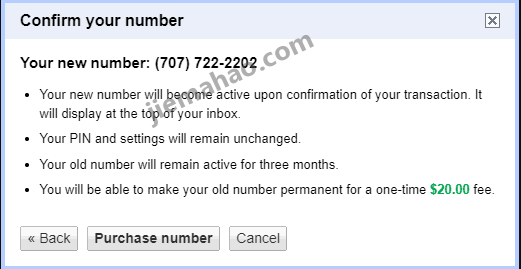 Confirm your number
Your new number: (707) 722-2202
• Your new number will become active upon confirmation of your transaction. It
will display at the top of your inbox.
• Your PIN and settings will remain unchanged.
• Your old number will remain active for three months.
• You will be able to make your old number permanent for a one-time $20.00 fee.
« Back Purchase number Cancel
jiemahao.com